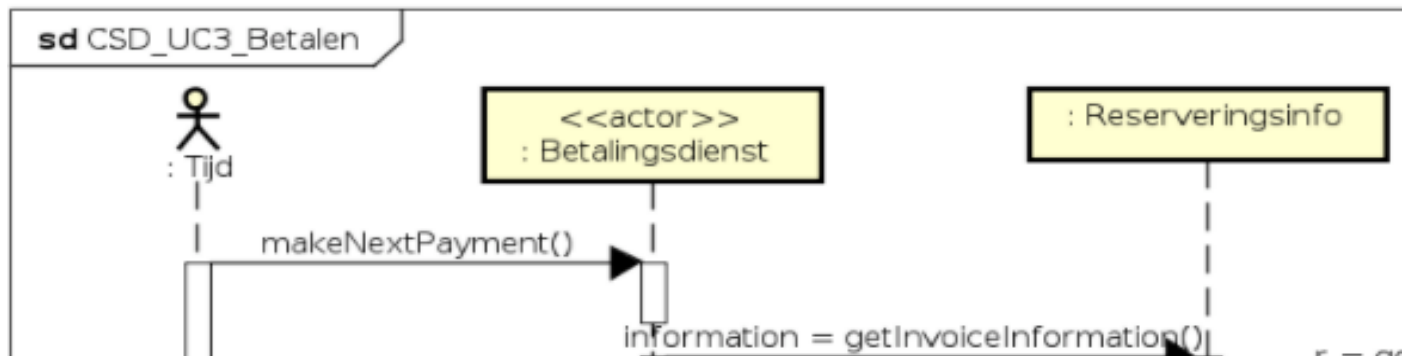 sd CSD_UC3_Betalen
: Tijd
<<actor>>
: Betalingsdienst
: Reserveringsinfo
makeNextPayment()
information = getInvoiceInformation()